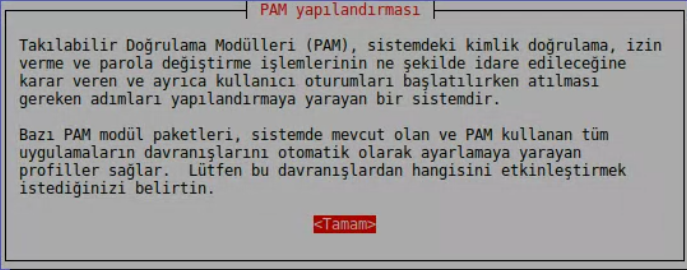 PAM yapılandırması
Takılabilir Doğrulama Modülleri (PAM), sistemdeki kimlik doğrulama, izin
verme ve parola değiştirme işlemlerinin ne şekilde idare edileceğine
karar veren ve ayrıca kullanıcı oturumları başlatılırken atılması
gereken adımları yapılandırmaya yarayan bir sistemdir.
Bazı PAM modül paketleri, sistemde mevcut olan ve PAM kullanan tüm
uygulamaların davranışlarını otomatik olarak ayarlamaya yarayan
profiller sağlar.  Lütfen bu davranışlardan hangisini etkinleştirmek
istediğinizi belirtin.
<Tamam>